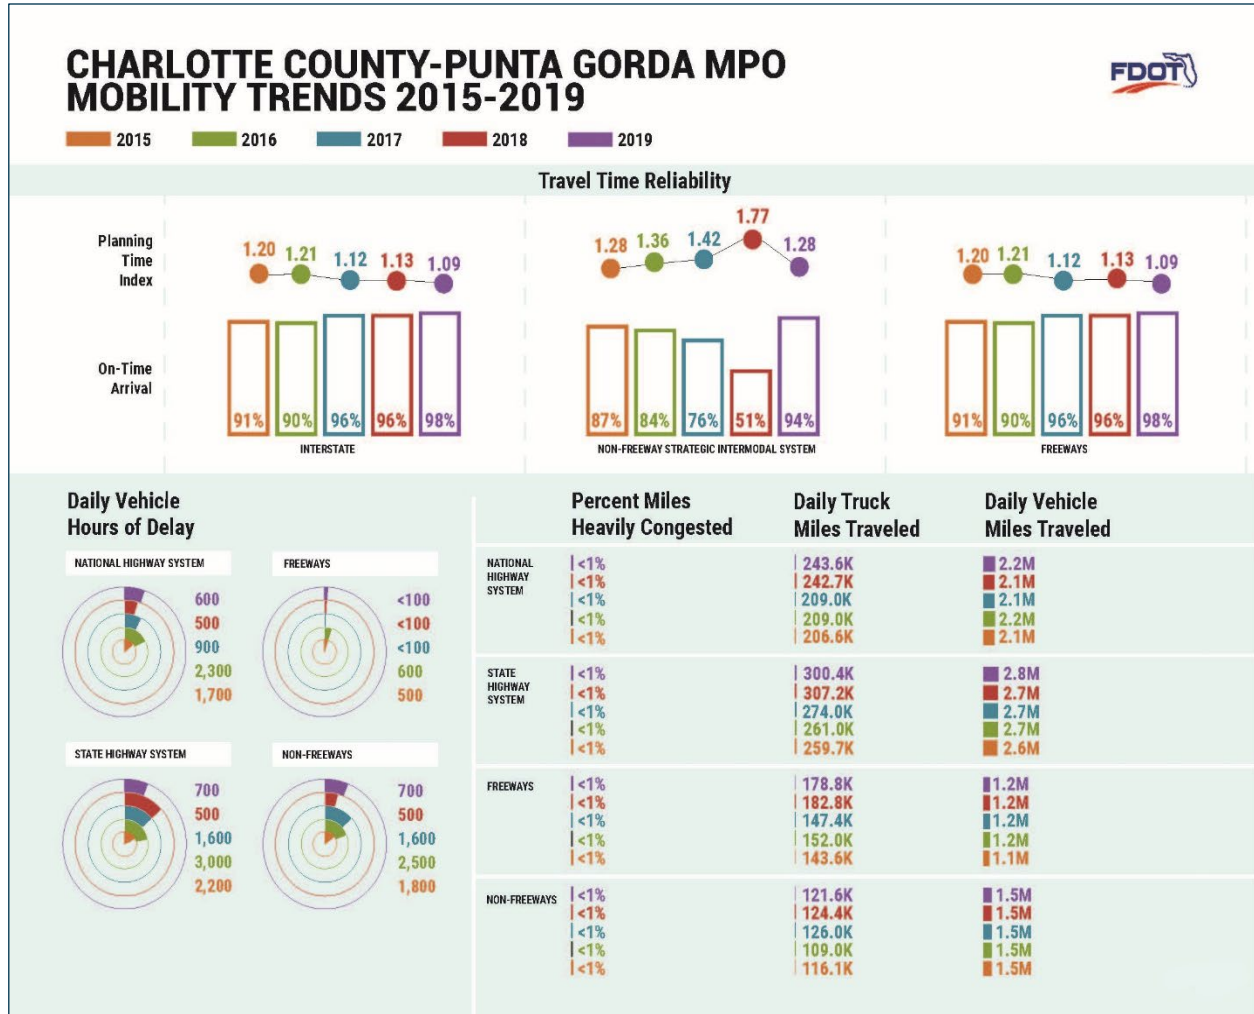 CHARLOTTE COUNTY-PUNTA GORDA MPO
MOBILITY TRENDS 2015-2019
FDOT
2015 2016 2017 2018 2019
Travel Time Reliability
Planning
Time
Index
1.20 1.21 1.12 1.13 1.09
1.28 1.36 1.42 1.77 1.28
1.20 1.21 1.12 1.13 1.09
On-Time
Arrival
91% 90% 96% 96% 98%
INTERSTATE
87% 84% 76% 51% 94%
NON-FREEWAY STRATEGIC INTERMODAL SYSTEM
91% 90% 96% 96% 98%
FREEWAYS
Daily Vehicle
Hours of Delay
NATIONAL HIGHWAY SYSTEM
600
500
900
2,300
1,700
FREEWAYS
<100
<100
<100
600
500
STATE HIGHWAY SYSTEM
700
500
1,600
3,000
2,200
NON-FREEWAYS
700
500
1,600
2,500
1,800
Percent Miles
Heavily Congested
Daily Truck
Miles Traveled
Daily Vehicle
Miles Traveled
NATIONAL
HIGHWAY
SYSTEM
<1% 243.6K 2.2M
<1% 242.7K 2.1M
<1% 209.0K 2.1M
<1% 209.0K 2.2M
<1% 206.6K 2.1M
STATE
HIGHWAY
SYSTEM
<1% 300.4K 2.8M
<1% 307.2K 2.7M
<1% 274.0K 2.7M
<1% 261.0K 2.7M
<1% 259.7K 2.6M
FREEWAYS
<1% 178.8K 1.2M
<1% 182.8K 1.2M
<1% 147.4K 1.2M
<1% 152.0K 1.2M
<1% 143.6K 1.1M
NON-FREEWAYS
<1% 121.6K 1.5M
<1% 124.4K 1.5M
<1% 126.0K 1.5M
<1% 109.0K 1.5M
<1% 116.1K 1.5M